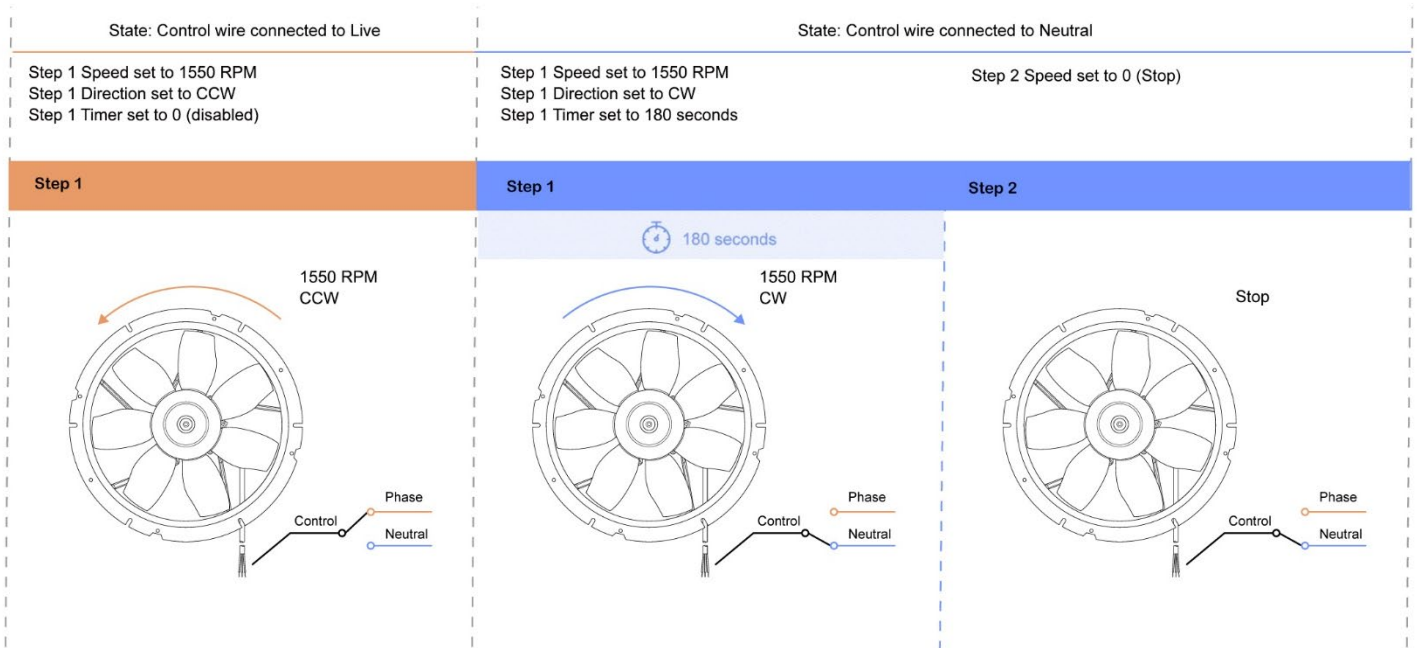 State: Control wire connected to Live
State: Control wire connected to Neutral
Step 1 Speed set to 1550 RPM
Step 1 Direction set to CCW
Step 1 Timer set to 0 (disabled)
Step 1 Speed set to 1550 RPM
Step 1 Direction set to CW
Step 1 Timer set to 180 seconds
Step 2 Speed set to 0 (Stop)
Step 1
Step 1
Step 2
180 seconds
1550 RPM
CCW
1550 RPM
CW
Stop
Phase
Control
Neutral
Phase
Control
Neutral
Phase
Control
Neutral